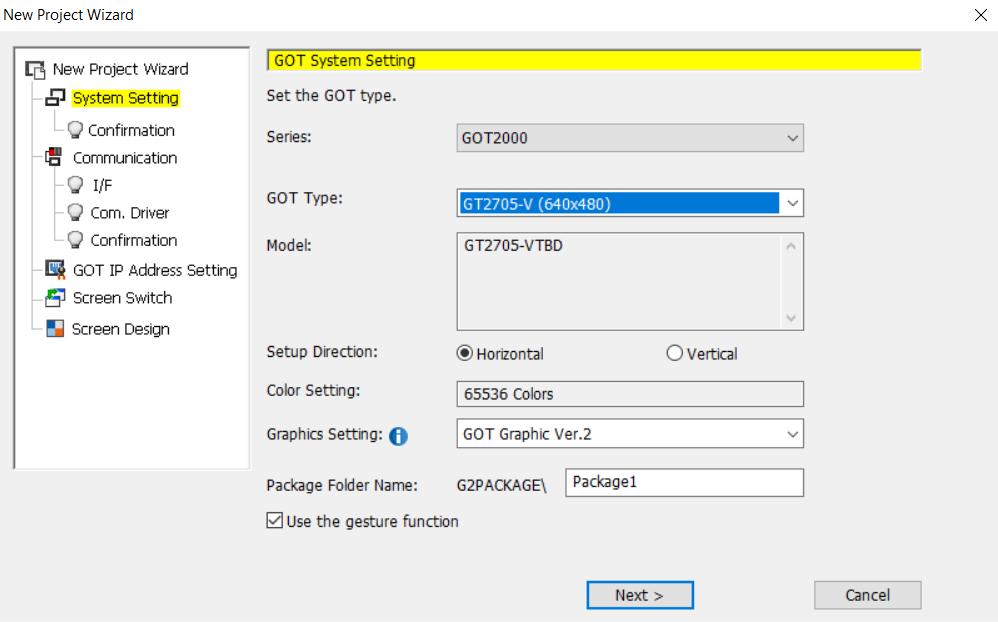 New Project Wizard
New Project Wizard
System Setting
Confirmation
Communication
I/F
Com. Driver
Confirmation
GOT IP Address Setting
Screen Switch
Screen Design
GOT System Setting
Set the GOT type.
Series: GOT2000
GOT Type: GT2705-V (640x480)
Model: GT2705-VTBD
Setup Direction: Horizontal Vertical
Color Setting: 65536 Colors
Graphics Setting: GOT Graphic Ver.2
Package Folder Name: G2PACKAGE\ Package1
Use the gesture function
Next > Cancel